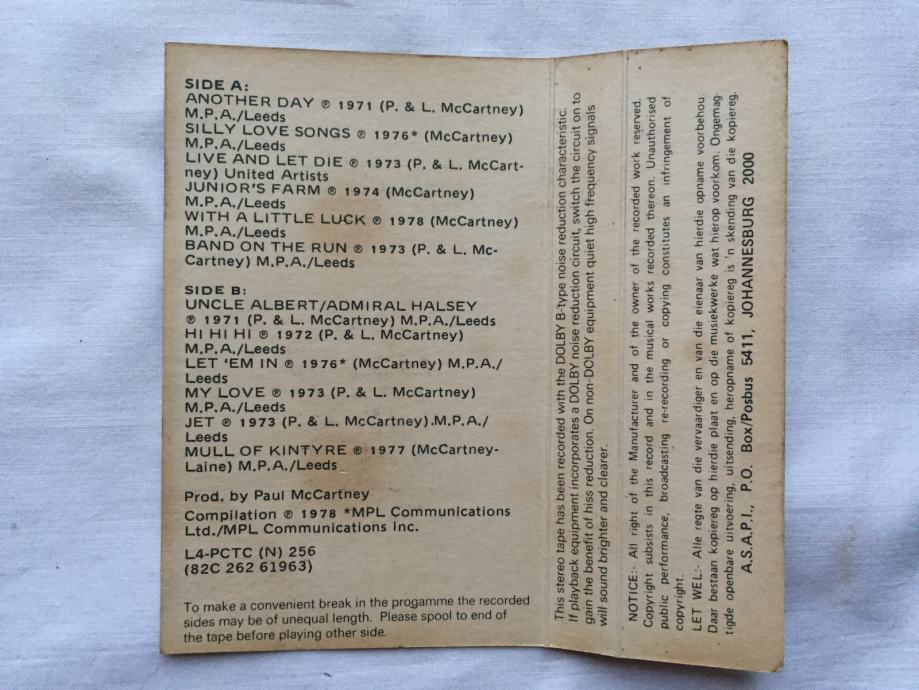 SIDE A:
ANOTHER DAY ℗ 1971 (P. & L. McCartney)
M.P.A./Leeds
SILLY LOVE SONGS ℗ 1976* (McCartney)
M.P.A./Leeds
LIVE AND LET DIE ℗ 1973 (P. & L. McCart-
ney) United Artists
JUNIOR'S FARM ℗ 1974 (McCartney)
M.P.A./Leeds
WITH A LITTLE LUCK ℗ 1978 (McCartney)
M.P.A./Leeds
BAND ON THE RUN ℗ 1973 (P. & L. Mc-
Cartney) M.P.A./Leeds
SIDE B:
UNCLE ALBERT/ADMIRAL HALSEY
℗ 1971 (P. & L. McCartney) M.P.A./Leeds
HI HI HI ℗ 1972 (P. & L. McCartney)
M.P.A./Leeds
LET 'EM IN ℗ 1976* (McCartney) M.P.A./
Leeds
MY LOVE ℗ 1973 (P. & L. McCartney)
M.P.A./Leeds
JET ℗ 1973 (P. & L. McCartney).M.P.A./
Leeds
MULL OF KINTYRE ℗ 1977 (McCartney-
Laine) M.P.A./Leeds
Prod. by Paul McCartney
Compilation ℗ 1978 *MPL Communications
Ltd./MPL Communications Inc.
L4-PCTC (N) 256
(82C 262 61963)
To make a convenient break in the progamme the recorded
sides may be of unequal length. Please spool to end of
the tape before playing other side.
This stereo tape has been recorded with the DOLBY B-type noise reduction characteristic.
If playback equipment incorporates a DOLBY noise reduction circuit, switch the circuit on to
gain the benefit of hiss reduction. On non-DOLBY equipment quiet high frequency signals
will sound brighter and clearer.
NOTICE:- All right of the Manufacturer and of the owner of the recorded work reserved.
Copyright subsists in this record and in the musical works recorded thereon. Unauthorised
public performance, broadcasting re-recording or copying constitutes an infringement of
copyright.
LET WEL:- Alle regte van die vervaardiger en van die eienaar van hierdie opname voorbehou.
Daar bestaan kopiereg op hierdie plaat en op die musiekwerke wat hierop voorkom. Ongemag-
tigde openbare uitvoering, uitsending, heropname of kopiereg is 'n skending van die kopiereg.
A.S.A.P.I., P.O. Box/Posbus 5411, JOHANNESBURG 2000